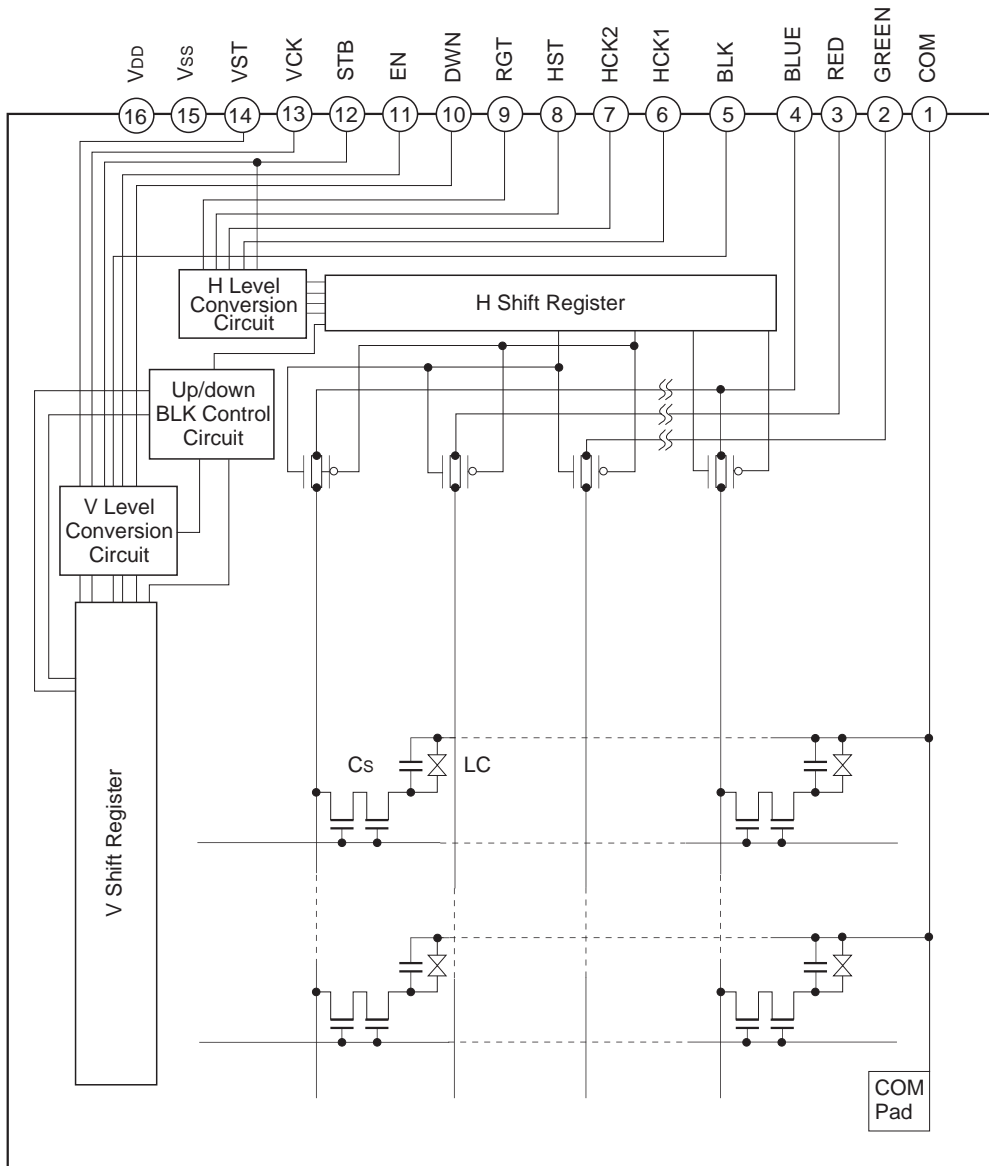 VDD
VSS
VST
VCK
STB
EN
DWN
RGT
HST
HCK2
HCK1
BLK
BLUE
RED
GREEN
COM
16
15
14
13
12
11
10
9
8
7
6
5
4
3
2
1
H Level
Conversion
Circuit
H Shift Register
Up/down
BLK Control
Circuit
V Level
Conversion
Circuit
V Shift Register
CS
LC
COM
Pad